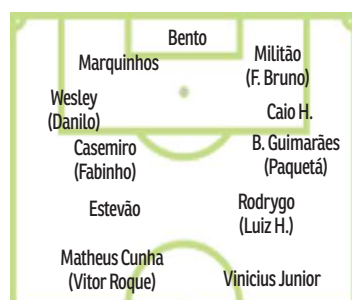 Bento
Marquinhos
Militão
(F. Bruno)
Wesley
(Danilo)
Caio H.
Casemiro
(Fabinho)
B. Guimarães
(Paquetá)
Estevão
Rodrygo
(Luiz H.)
Matheus Cunha
(Vitor Roque)
Vinicius Junior